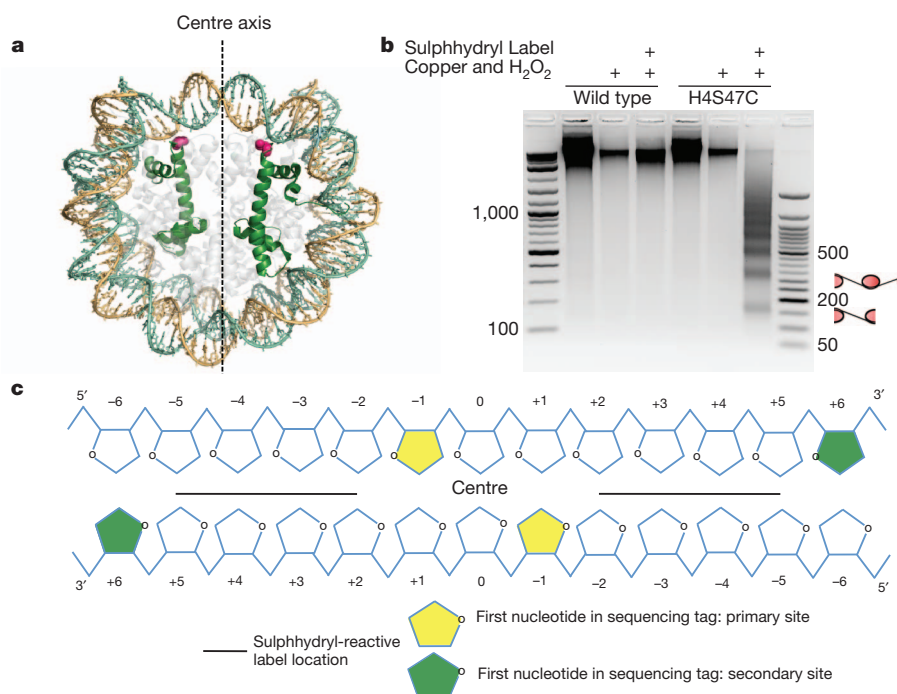 Centre axis
a
b
Sulphhydryl Label + +
Copper and H2O2 + + + +
Wild type H4S47C
1,000
100
500
200
50
c
5′ −6 −5 −4 −3 −2 −1 0 +1 +2 +3 +4 +5 +6 3′
o o o o o o o o o o o o o
Centre
o o o o o o o o o o o o o
3′ +6 +5 +4 +3 +2 +1 0 −1 −2 −3 −4 −5 −6 5′
o First nucleotide in sequencing tag: primary site
Sulphhydryl-reactive
label location
o First nucleotide in sequencing tag: secondary site